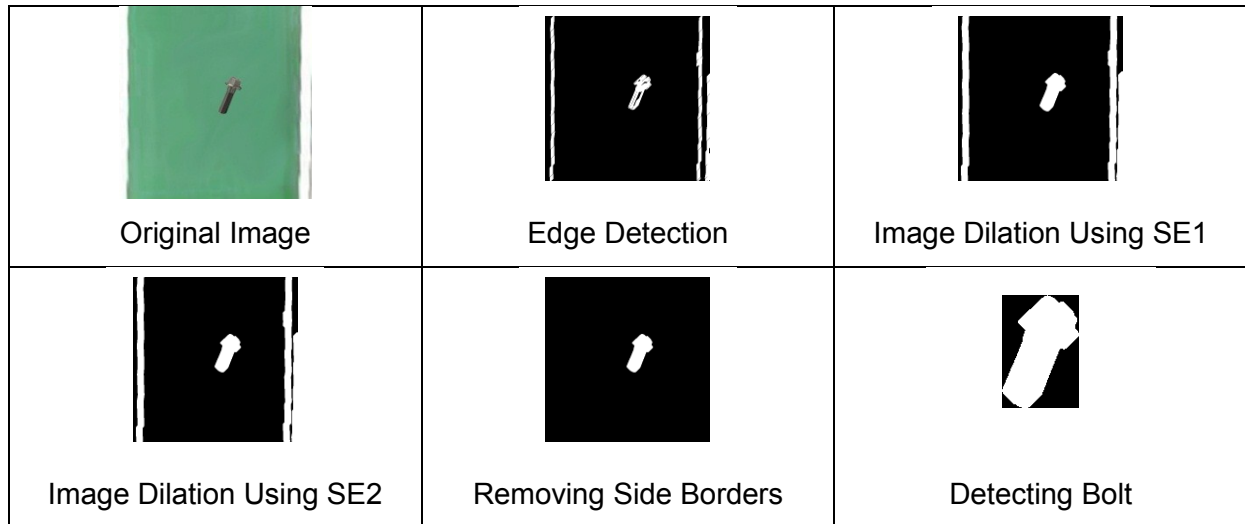 Original Image
Edge Detection
Image Dilation Using SE1
Image Dilation Using SE2
Removing Side Borders
Detecting Bolt